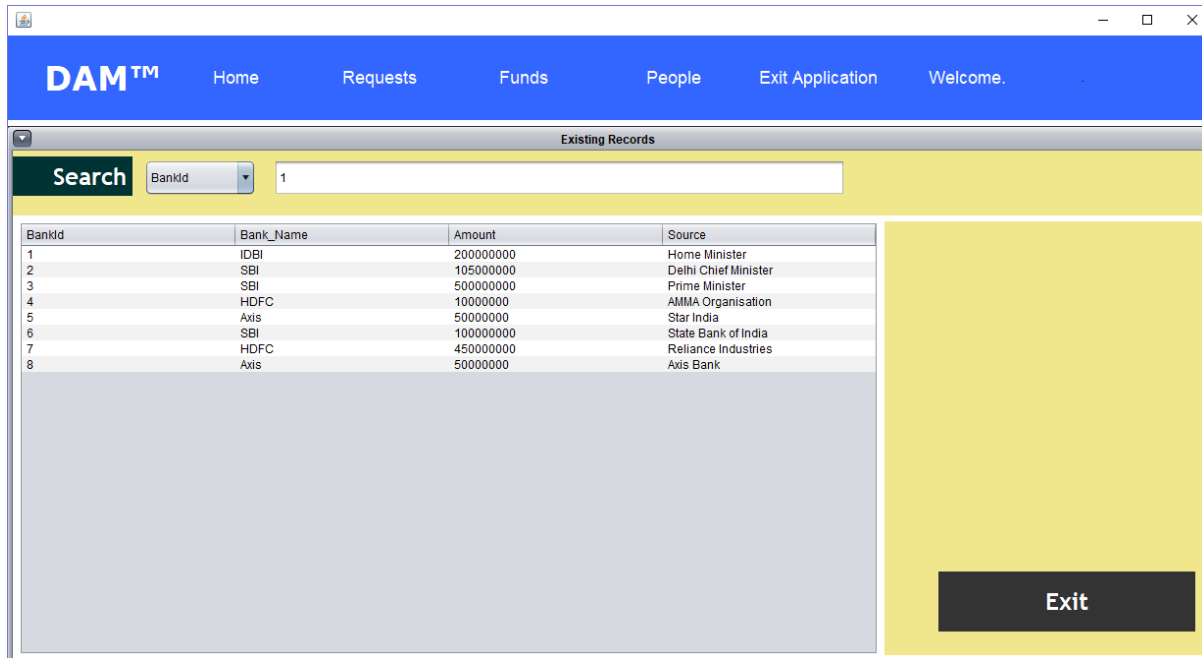 DAM™ Home Requests Funds People Exit Application Welcome.
Existing Records
Search BankId 1
BankId Bank_Name Amount Source
1 IDBI 200000000 Home Minister
2 SBI 105000000 Delhi Chief Minister
3 SBI 500000000 Prime Minister
4 HDFC 10000000 AMMA Organisation
5 Axis 50000000 Star India
6 SBI 100000000 State Bank of India
7 HDFC 450000000 Reliance Industries
8 Axis 50000000 Axis Bank
Exit